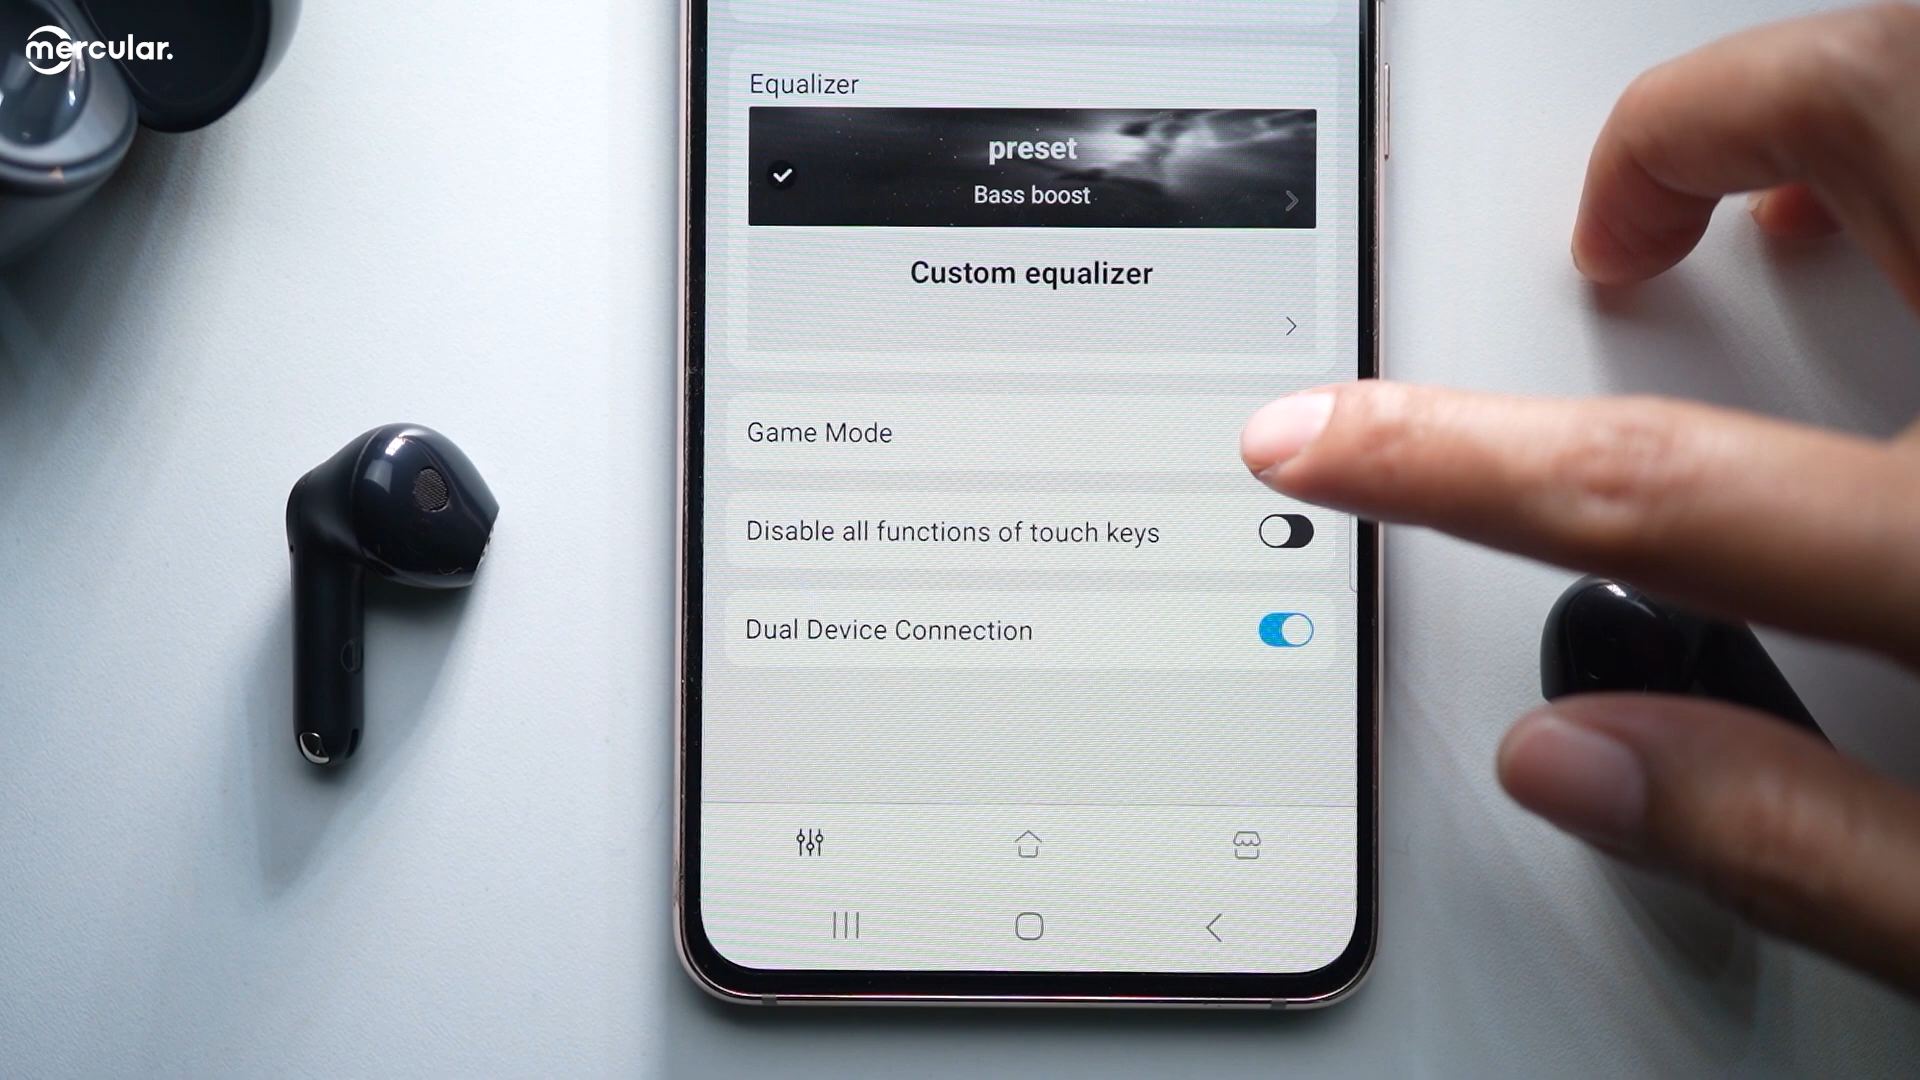 mercular.
Equalizer
preset
Bass boost
Custom equalizer
Game Mode
Disable all functions of touch keys
Dual Device Connection